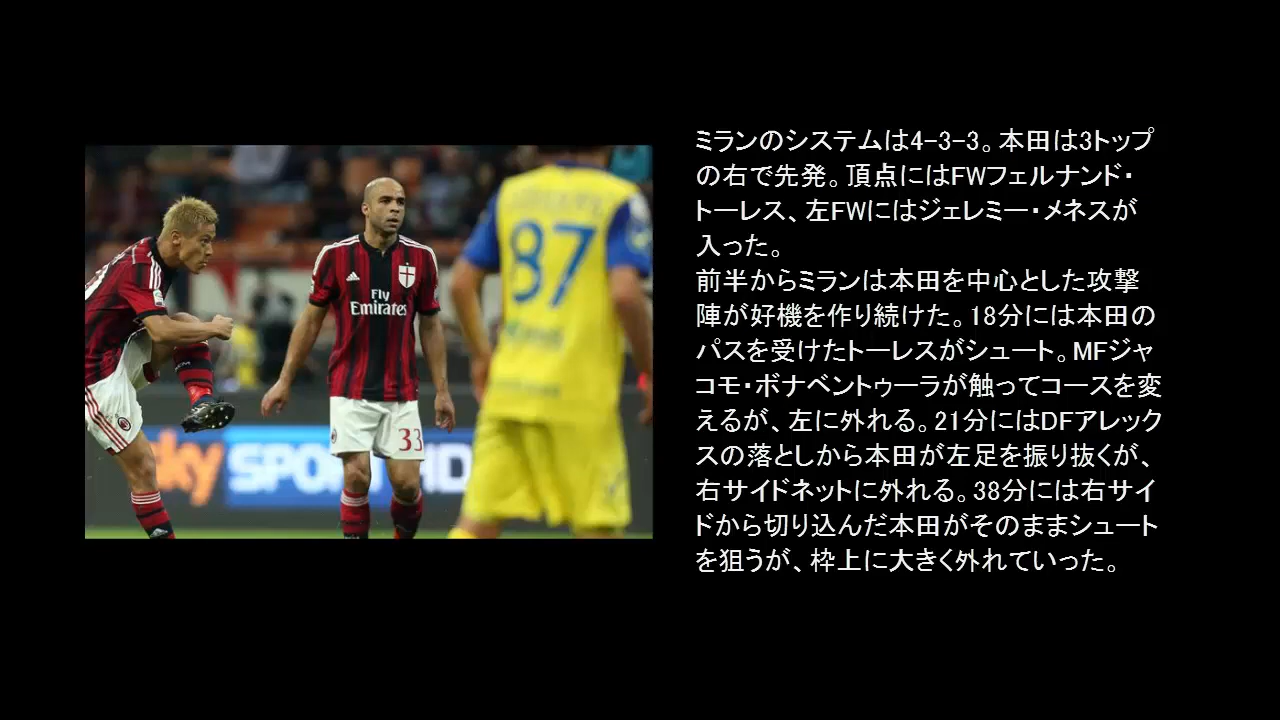 ミランのシステムは4-3-3。本田は3トップ
の右で先発。頂点にはFWフェルナンド・
トーレス、左FWにはジェレミー・メネスが
入った。
前半からミランは本田を中心とした攻撃
陣が好機を作り続けた。18分には本田の
パスを受けたトーレスがシュート。MFジャ
コモ・ボナベントゥーラが触ってコースを変
えるが、左に外れる。21分にはDFアレック
スの落としから本田が左足を振り抜くが、
右サイドネットに外れる。38分には右サイ
ドから切り込んだ本田がそのままシュート
を狙うが、枠上に大きく外れていった。
Fly
Emirates
33
87
sky SPORT HD